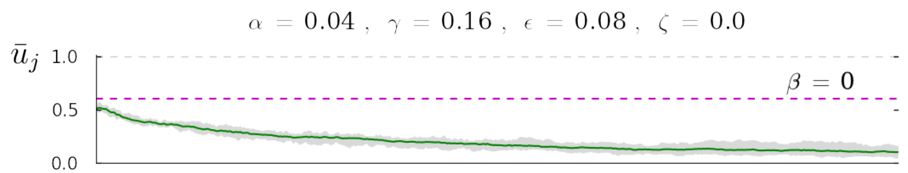 α = 0.04 , γ = 0.16 , ϵ = 0.08 , ζ = 0.0
ū_j
1.0
β = 0
0.5
0.0